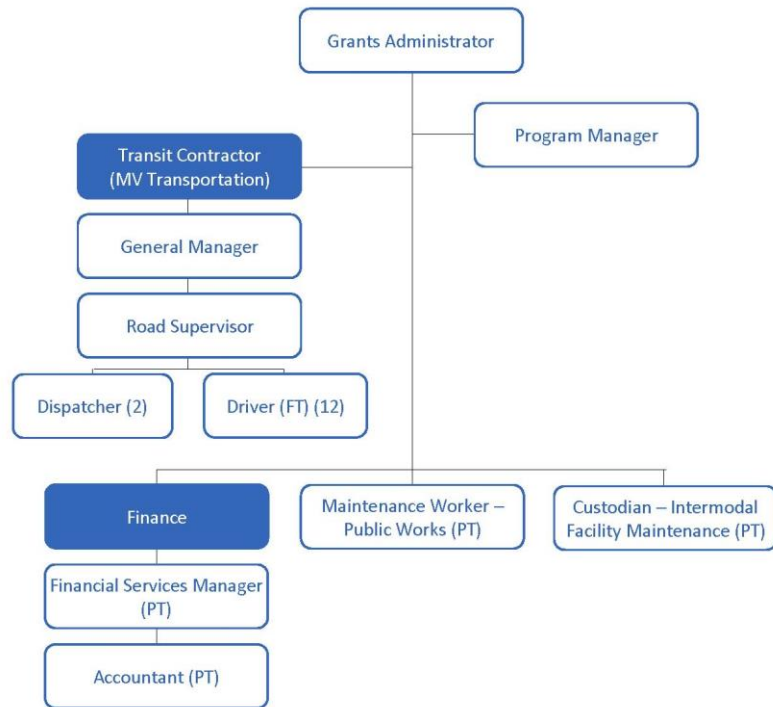 Grants Administrator
Program Manager
Transit Contractor
(MV Transportation)
General Manager
Road Supervisor
Dispatcher (2)
Driver (FT) (12)
Finance
Maintenance Worker –
Public Works (PT)
Custodian – Intermodal
Facility Maintenance (PT)
Financial Services Manager
(PT)
Accountant (PT)